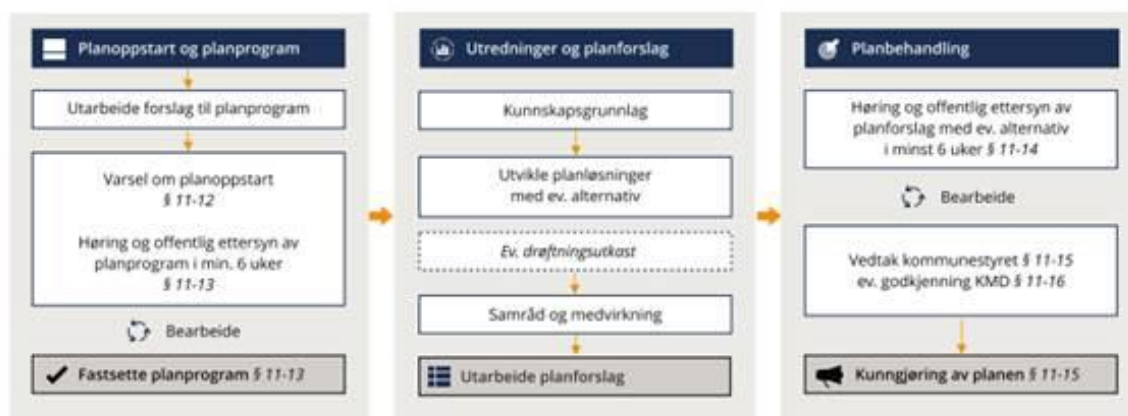 Planoppstart og planprogram
Utarbeide forslag til planprogram
Varsel om planoppstart
§ 11-12
Høring og offentlig ettersyn av
planprogram i min. 6 uker
§ 11-13
Bearbeide
Fastsette planprogram § 11-13
Utredninger og planforslag
Kunnskapsgrunnlag
Utvikle planløsninger
med ev. alternativ
Ev. drøftningsutkast
Samråd og medvirkning
Utarbeide planforslag
Planbehandling
Høring og offentlig ettersyn av
planforslag med ev. alternativ
i minst 6 uker § 11-14
Bearbeide
Vedtak kommunestyret § 11-15
ev. godkjenning KMD § 11-16
Kunngjøring av planen § 11-15